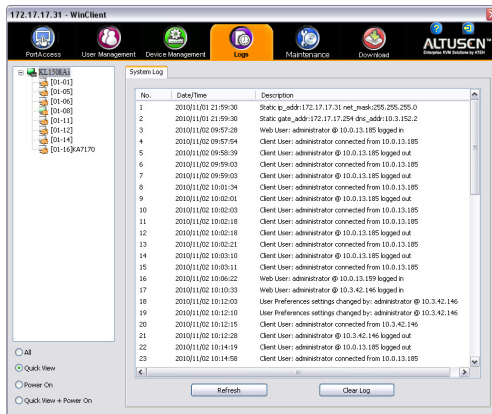 172.17.17.31 - WinClient
PortAccess User Management Device Management Logs Maintenance Download
ALTUSEN™
Enterprise KVM Solutions by ATEN
KL1508Ai
[01-01]
[01-05]
[01-06]
[01-08]
[01-11]
[01-12]
[01-14]
[01-16]KA7170
System Log
No. Date/Time Description
1 2010/11/01 21:59:30 Static ip_addr:172.17.17.31 net_mask:255.255.255.0
2 2010/11/01 21:59:30 Static gate_addr:172.17.17.254 dns_addr:10.3.152.2
3 2010/11/02 09:57:28 Web User: administrator @ 10.0.13.185 logged in
4 2010/11/02 09:57:54 Client User: administrator connected from 10.0.13.185
5 2010/11/02 09:58:39 Client User: administrator @ 10.0.13.185 logged out
6 2010/11/02 09:59:03 Client User: administrator connected from 10.0.13.185
7 2010/11/02 09:59:03 Client User: administrator @ 10.0.13.185 logged out
8 2010/11/02 10:01:34 Client User: administrator connected from 10.0.13.185
9 2010/11/02 10:02:01 Client User: administrator @ 10.0.13.185 logged out
10 2010/11/02 10:02:03 Client User: administrator connected from 10.0.13.185
11 2010/11/02 10:02:18 Client User: administrator connected from 10.0.13.185
12 2010/11/02 10:02:18 Client User: administrator @ 10.0.13.185 logged out
13 2010/11/02 10:02:21 Client User: administrator connected from 10.0.13.185
14 2010/11/02 10:03:10 Client User: administrator @ 10.0.13.185 logged out
15 2010/11/02 10:03:11 Client User: administrator connected from 10.0.13.185
16 2010/11/02 10:06:22 Web User: administrator @ 10.0.13.159 logged in
17 2010/11/02 10:10:33 Web User: administrator @ 10.3.42.146 logged in
18 2010/11/02 10:12:03 User Preferences settings changed by: administrator @ 10.3.42.146
19 2010/11/02 10:12:10 User Preferences settings changed by: administrator @ 10.3.42.146
20 2010/11/02 10:12:15 Client User: administrator connected from 10.3.42.146
21 2010/11/02 10:12:28 Client User: administrator @ 10.3.42.146 logged out
22 2010/11/02 10:14:19 Client User: administrator @ 10.0.13.185 logged out
23 2010/11/02 10:14:58 Client User: administrator connected from 10.0.13.185
All
Quick View
Power On
Quick View + Power On
Refresh Clear Log